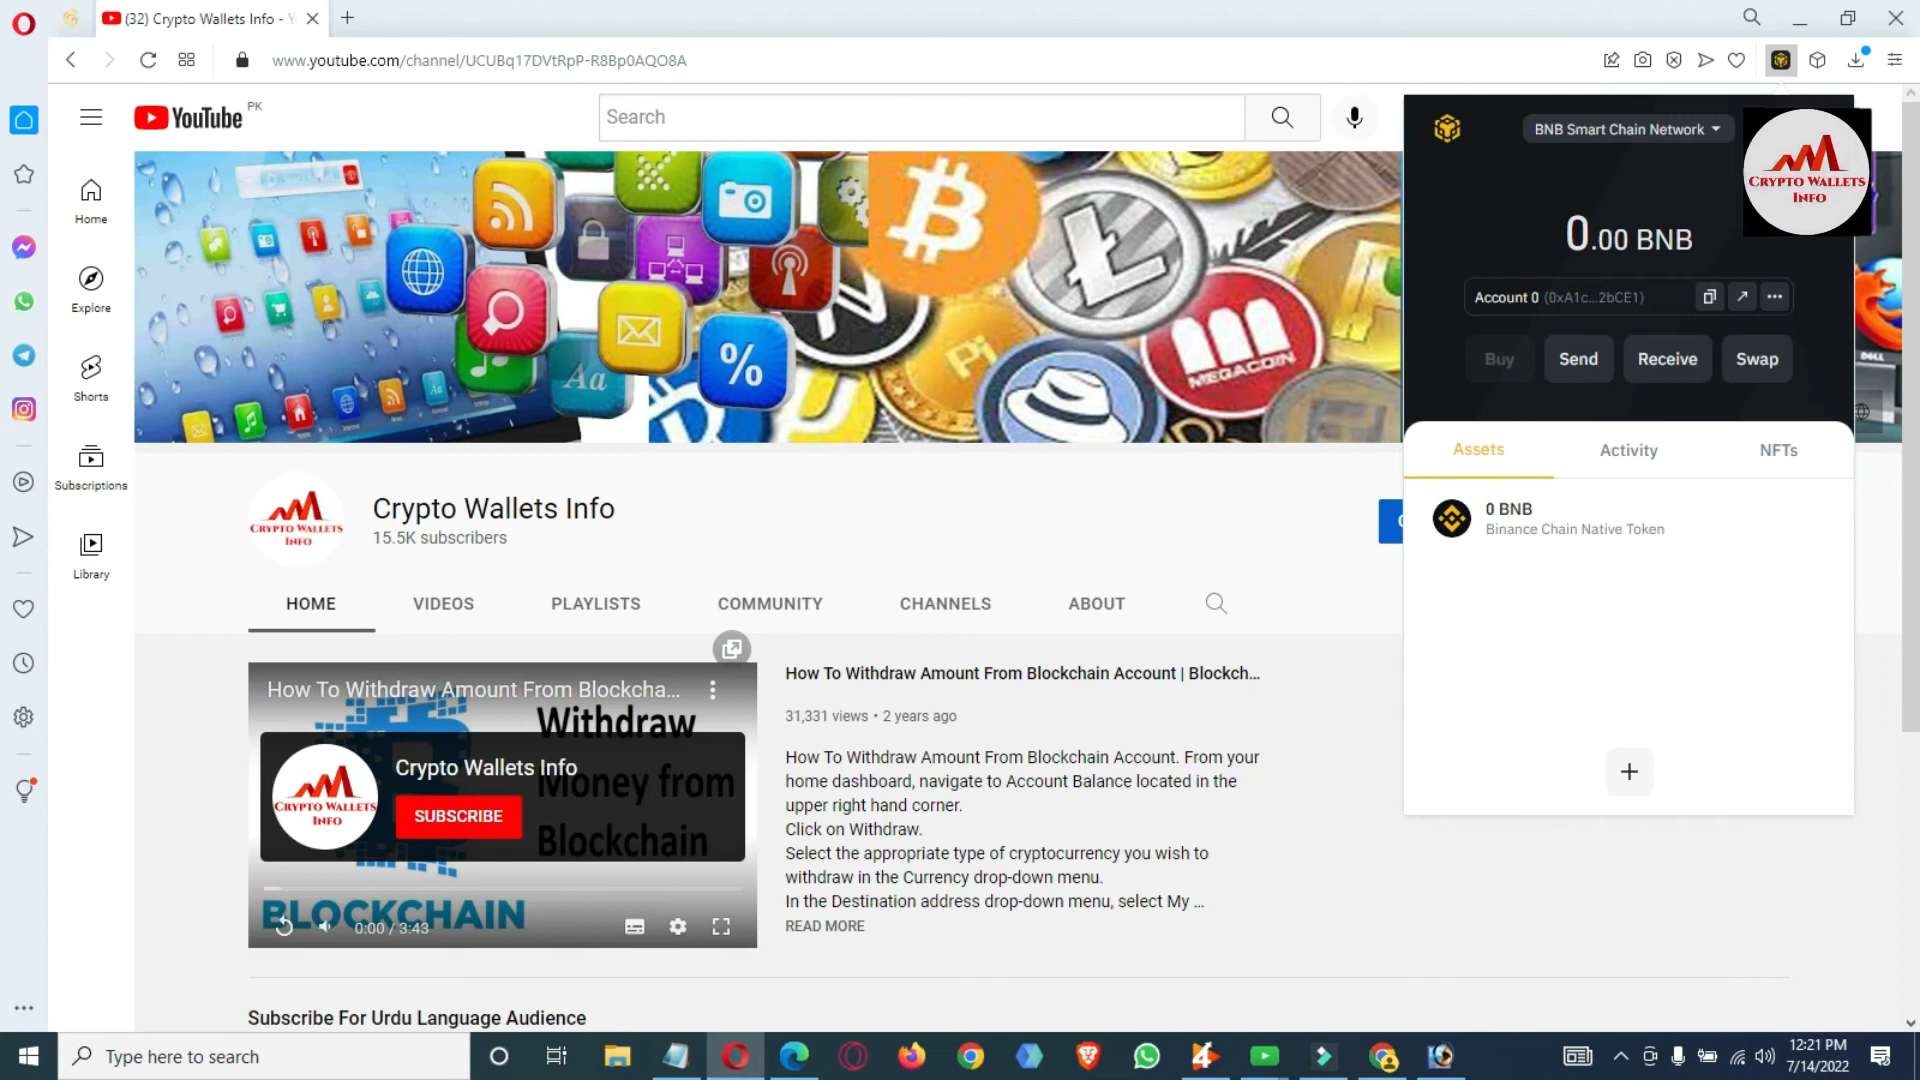 (32) Crypto Wallets Info - Y
www.youtube.com/channel/UCUBq17DVtRpP-R8Bp0AQO8A
YouTube PK
Search
BNB Smart Chain Network
CRYPTO WALLETS
INFO
0.00 BNB
Account 0 (0xA1c...2bCE1)
Buy Send Receive Swap
Assets Activity NFTs
0 BNB
Binance Chain Native Token
+
Home
Explore
Shorts
Subscriptions
Library
%
Aa
MEGACOIN
DELL
CRYPTO WALLETS
INFO
Crypto Wallets Info
15.5K subscribers
HOME VIDEOS PLAYLISTS COMMUNITY CHANNELS ABOUT
How To Withdraw Amount From Blockcha...
Withdraw
Money from
Blockchain
BLOCKCHAIN
CRYPTO WALLETS
INFO
Crypto Wallets Info
SUBSCRIBE
0:00 / 3:43
How To Withdraw Amount From Blockchain Account | Blockch...
31,331 views • 2 years ago
How To Withdraw Amount From Blockchain Account. From your
home dashboard, navigate to Account Balance located in the
upper right hand corner.
Click on Withdraw.
Select the appropriate type of cryptocurrency you wish to
withdraw in the Currency drop-down menu.
In the Destination address drop-down menu, select My ...
READ MORE
Subscribe For Urdu Language Audience
Type here to search
12:21 PM
7/14/2022